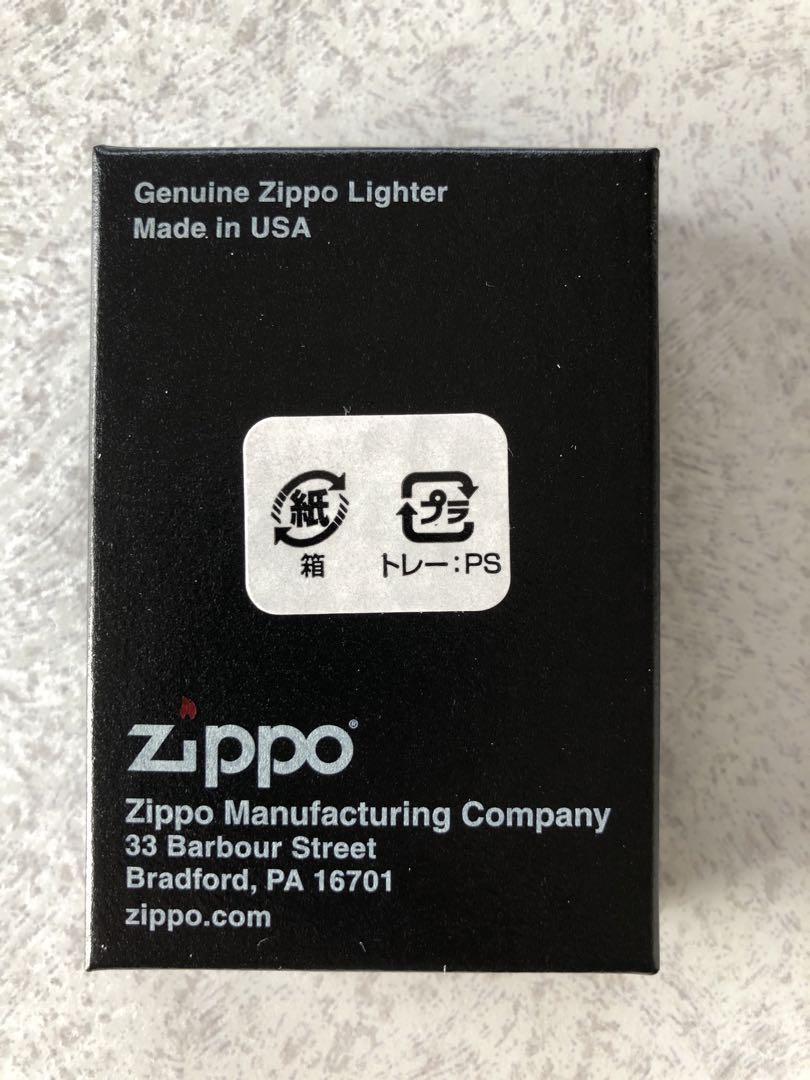 Genuine Zippo Lighter
Made in USA
紙 プラ
箱 トレー:PS
zippo®
Zippo Manufacturing Company
33 Barbour Street
Bradford, PA 16701
zippo.com